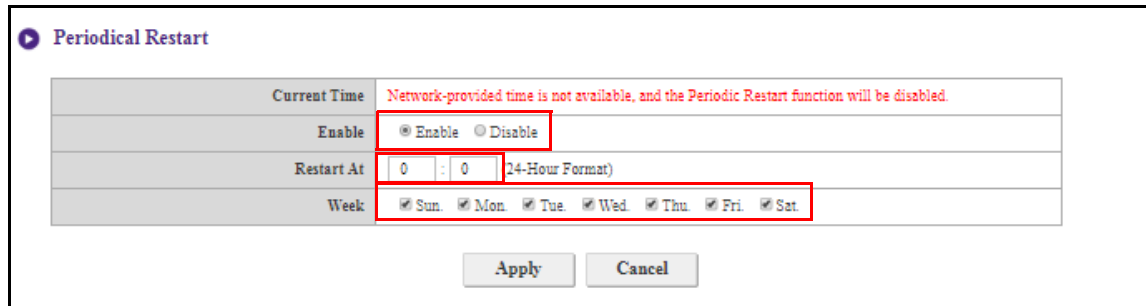 Periodical Restart
Current Time Network-provided time is not available, and the Periodic Restart function will be disabled.
Enable Enable Disable
Restart At 0 : 0 24-Hour Format)
Week Sun. Mon. Tue. Wed. Thu. Fri. Sat.
Apply Cancel